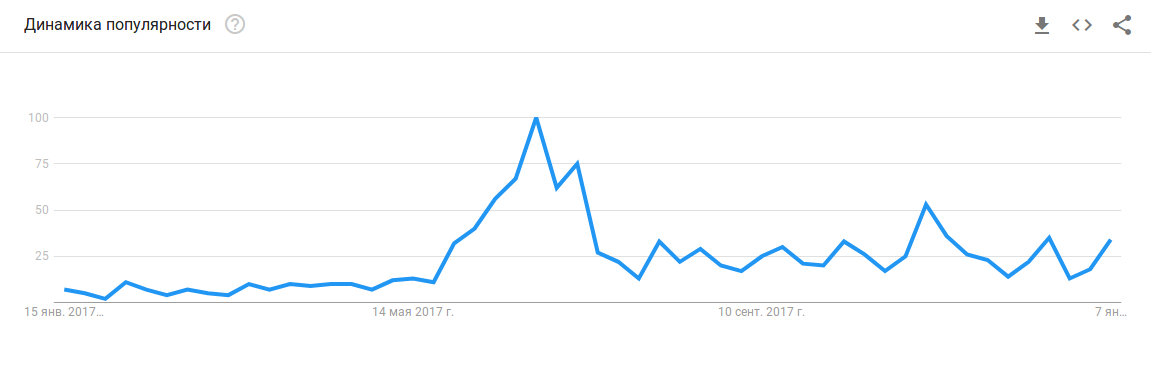 Динамика популярности ?
100
75
50
25
15 янв. 2017…
14 мая 2017 г.
10 сент. 2017 г.
7 ян…